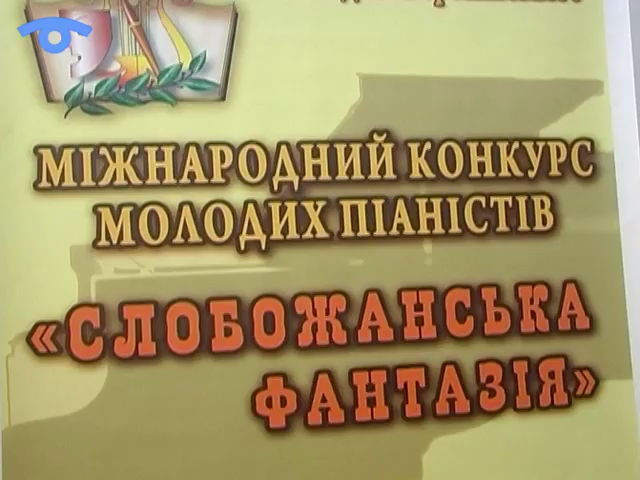 МІЖНАРОДНИЙ КОНКУРС
МОЛОДИХ ПІАНІСТІВ
«СЛОБОЖАНСЬКА
ФАНТАЗІЯ»